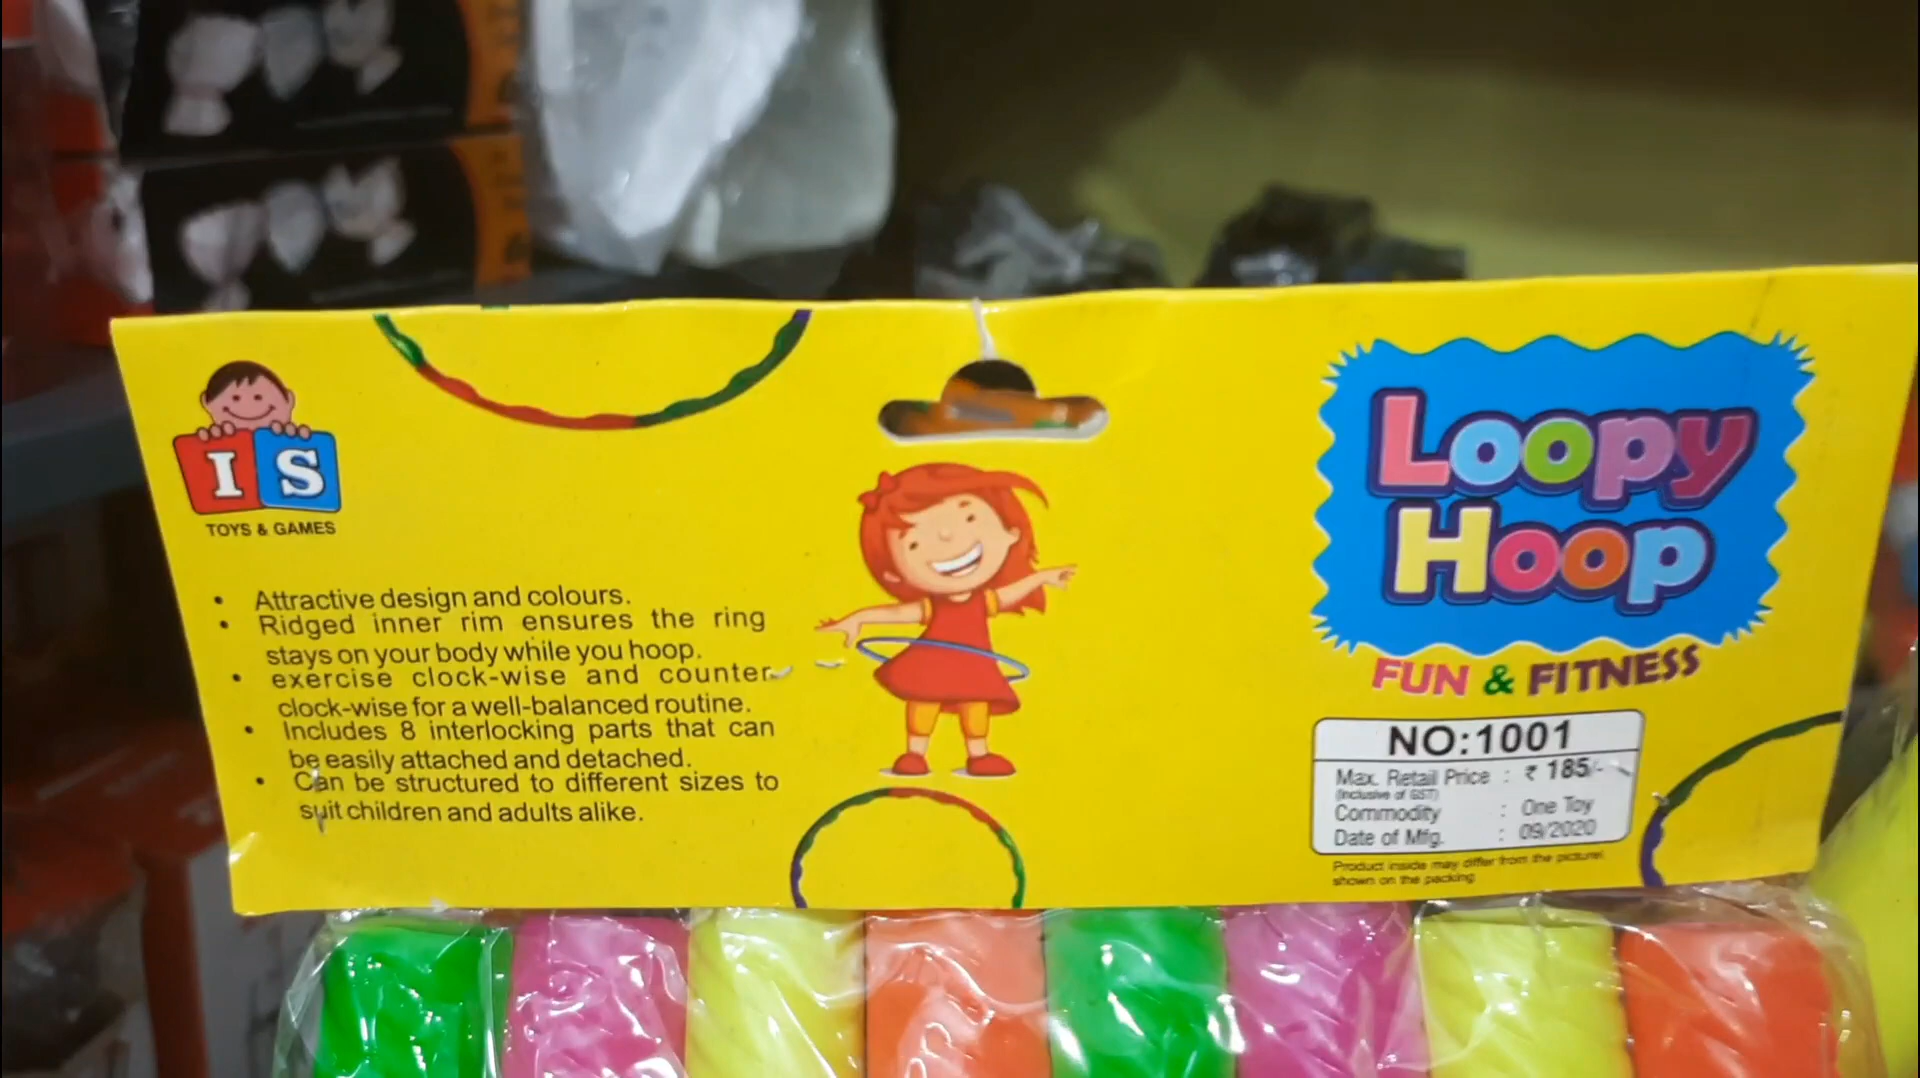 I S
TOYS & GAMES
• Attractive design and colours.
• Ridged inner rim ensures the ring
stays on your body while you hoop.
• exercise clock-wise and counter-
clock-wise for a well-balanced routine.
• Includes 8 interlocking parts that can
be easily attached and detached.
• Can be structured to different sizes to
suit children and adults alike.
Loopy
Hoop
FUN & FITNESS
NO:1001
Max. Retail Price : ₹ 185/-
(Inclusive of GST)
Commodity : One Toy
Date of Mfg. : 09/2020
Product inside may differ from the picture
shown on the packing